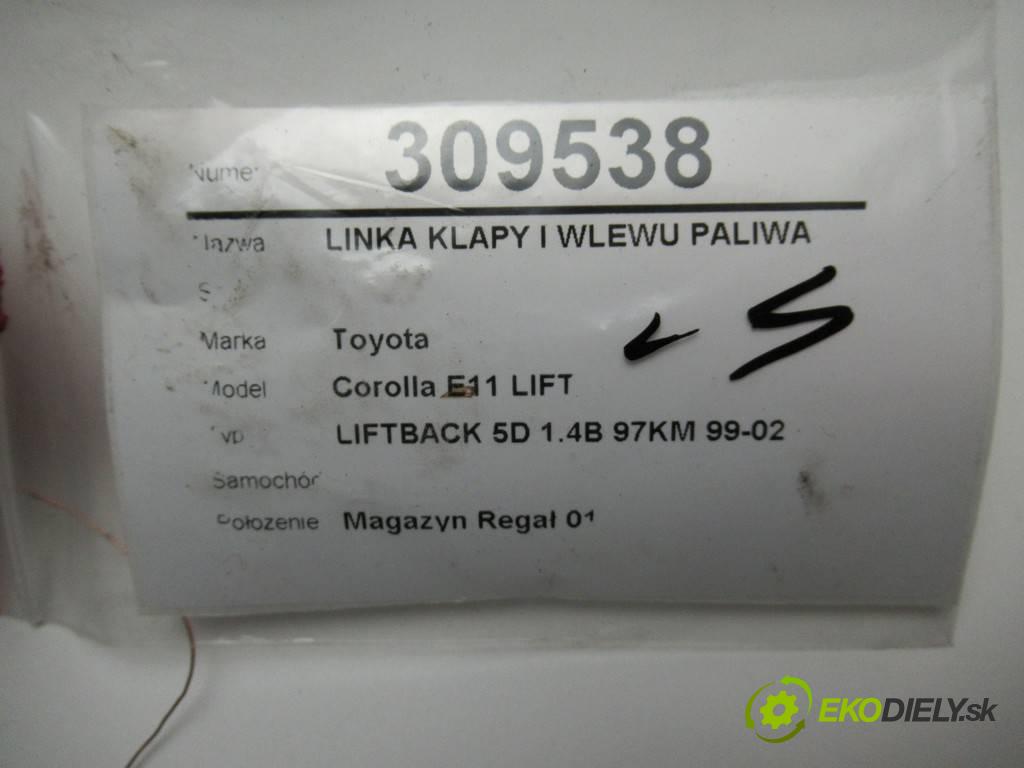 Numer 309538
Nazwa LINKA KLAPY I WLEWU PALIWA
Marka Toyota
Model Corolla E11 LIFT
Typ LIFTBACK 5D 1.4B 97KM 99-02
Samochód
Położenie Magazyn Regał 01
EKODIELY.sk